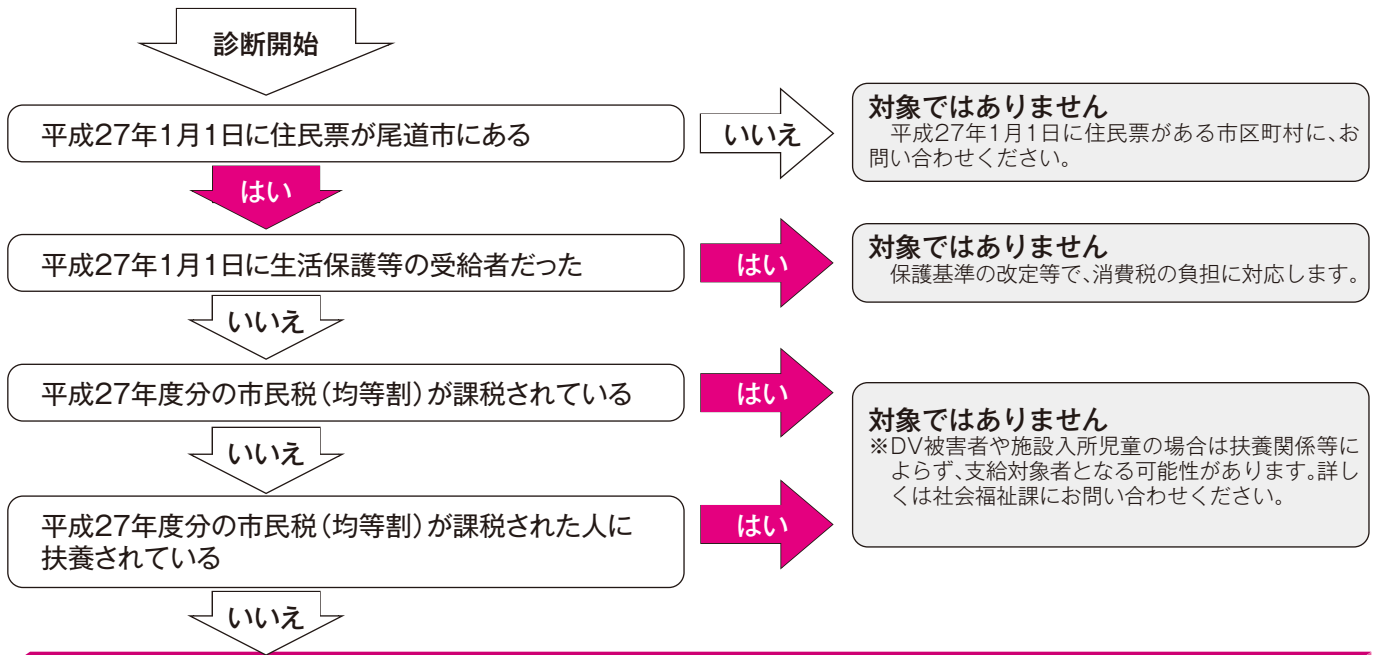 診断開始
平成27年1月1日に住民票が尾道市にある
いいえ
対象ではありません
平成27年1月1日に住民票がある市区町村に、お
問い合わせください。
はい
平成27年1月1日に生活保護等の受給者だった
はい
対象ではありません
保護基準の改定等で、消費税の負担に対応します。
いいえ
平成27年度分の市民税（均等割）が課税されている
はい
対象ではありません
※DV被害者や施設入所児童の場合は扶養関係等に
よらず、支給対象者となる可能性があります。詳し
くは社会福祉課にお問い合わせください。
いいえ
平成27年度分の市民税（均等割）が課税された人に
扶養されている
はい
いいえ